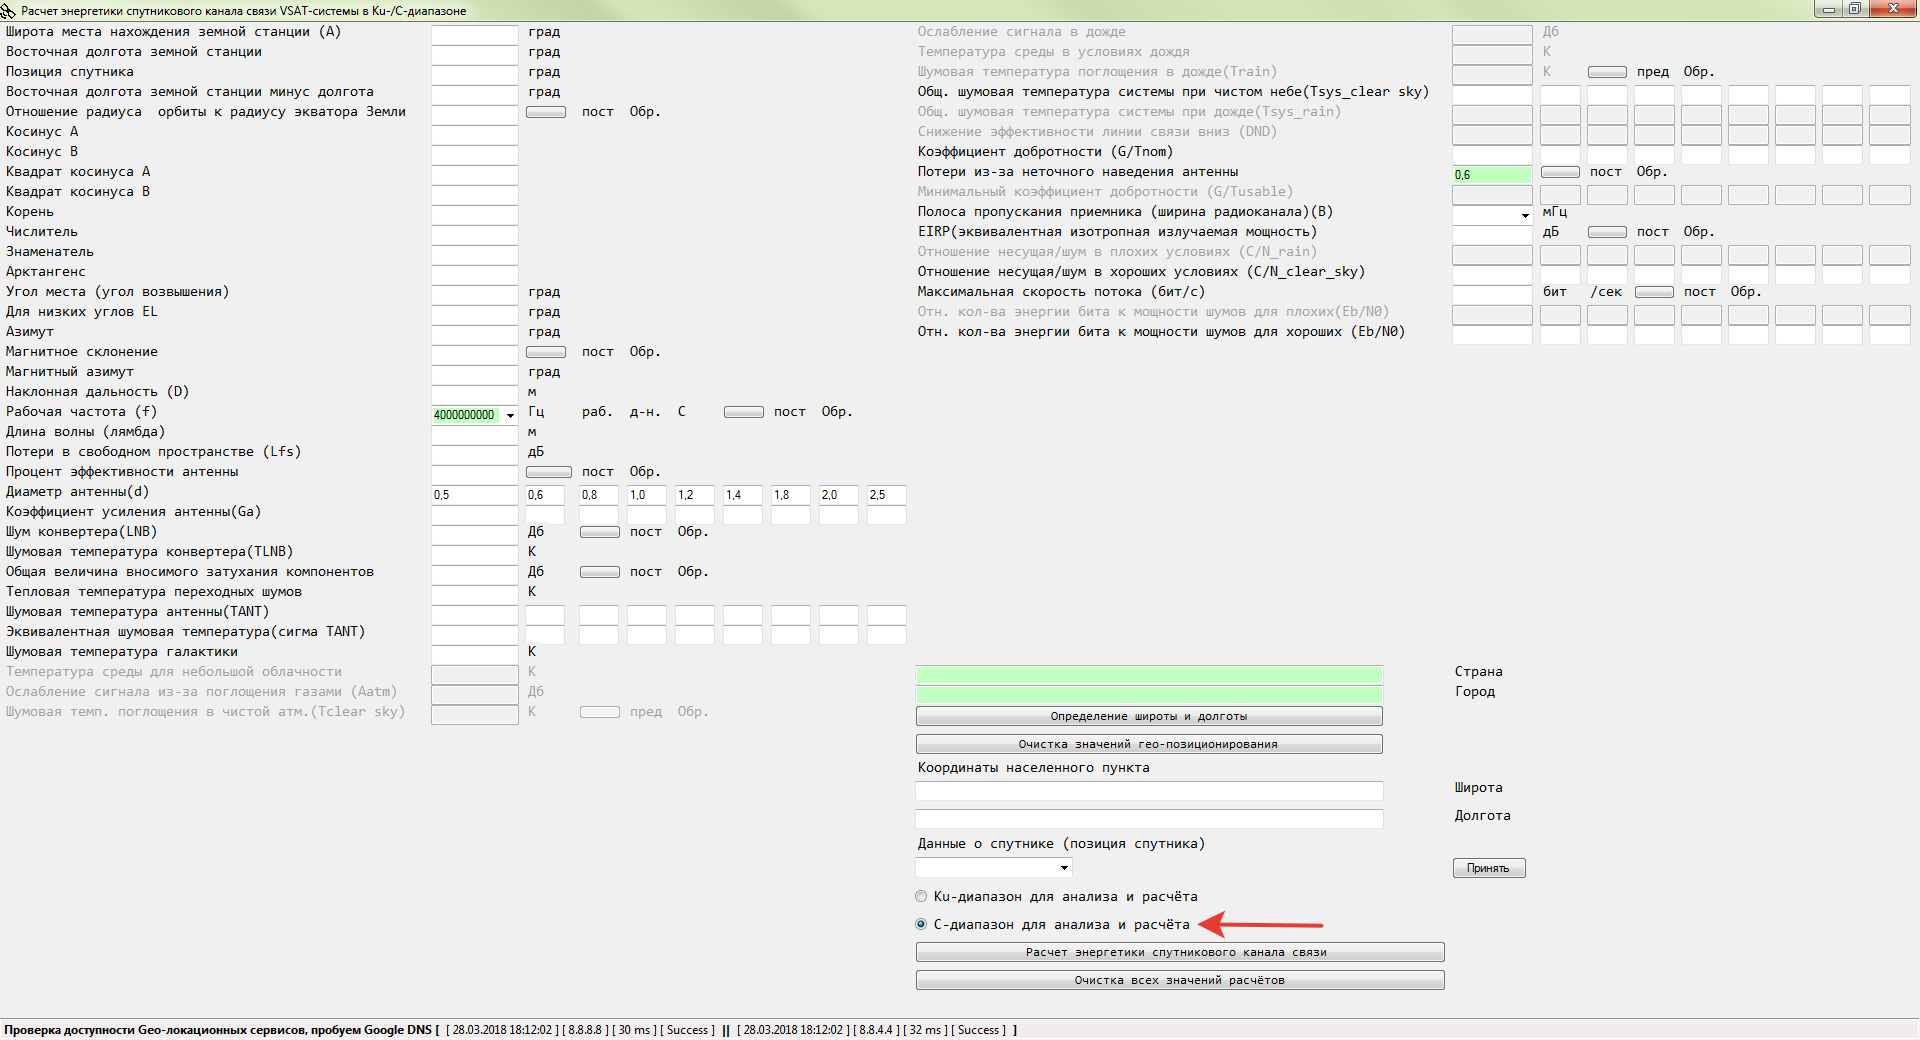 Расчет энергетики спутникового канала связи VSAT-системы в Ku-/C-диапазоне
Широта места нахождения земной станции (А) град
Восточная долгота земной станции град
Позиция спутника град
Восточная долгота земной станции минус долгота град
Отношение радиуса  орбиты к радиусу экватора Земли пост Обр.
Косинус А
Косинус В
Квадрат косинуса А
Квадрат косинуса В
Корень
Числитель
Знаменатель
Арктангенс
Угол места (угол возвышения) град
Для низких углов EL град
Азимут град
Магнитное склонение пост Обр.
Магнитный азимут град
Наклонная дальность (D) м
Рабочая частота (f) 4000000000 Гц раб. д-н. С пост Обр.
Длина волны (лямбда) м
Потери в свободном пространстве (Lfs) дБ
Процент эффективности антенны пост Обр.
Диаметр антенны(d) 0,5 0,6 0,8 1,0 1,2 1,4 1,8 2,0 2,5
Коэффициент усиления антенны(Ga)
Шум конвертера(LNB) Дб пост Обр.
Шумовая температура конвертера(TLNB) К
Общая величина вносимого затухания компонентов Дб пост Обр.
Тепловая температура переходных шумов К
Шумовая температура антенны(TANT)
Эквивалентная шумовая температура(сигма TANT)
Шумовая температура галактики К
Температура среды для небольшой облачности К
Ослабление сигнала из-за поглощения газами (Aatm) Дб
Шумовая темп. поглощения в чистой атм.(Tclear sky) К пред Обр.
Ослабление сигнала в дожде Дб
Температура среды в условиях дождя К
Шумовая температура поглощения в дожде(Train) К пред Обр.
Общ. шумовая температура системы при чистом небе(Tsys_clear sky)
Общ. шумовая температура системы при дожде(Tsys_rain)
Снижение эффективности линии связи вниз (DND)
Коэффициент добротности (G/Tnom)
Потери из-за неточного наведения антенны 0,6 пост Обр.
Минимальный коэффициент добротности (G/Tusable)
Полоса пропускания приемника (ширина радиоканала)(В) мГц
EIRP(эквивалентная изотропная излучаемая мощность) дБ пост Обр.
Отношение несущая/шум в плохих условиях (C/N_rain)
Отношение несущая/шум в хороших условиях (C/N_clear_sky)
Максимальная скорость потока (бит/с) бит /сек пост Обр.
Отн. кол-ва энергии бита к мощности шумов для плохих(Eb/N0)
Отн. кол-ва энергии бита к мощности шумов для хороших (Eb/N0)
Страна
Город
Определение широты и долготы
Очистка значений гео-позиционирования
Координаты населенного пункта
Широта
Долгота
Данные о спутнике (позиция спутника)
Принять
Ku-диапазон для анализа и расчёта
С-диапазон для анализа и расчёта
Расчет энергетики спутникового канала связи
Очистка всех значений расчётов
Проверка доступности Geo-локационных сервисов, пробуем Google DNS [ [ 28.03.2018 18:12:02 ] [ 8.8.8.8 ] [ 30 ms ] [ Success ] || [ 28.03.2018 18:12:02 ] [ 8.8.4.4 ] [ 32 ms ] [ Success ] ]